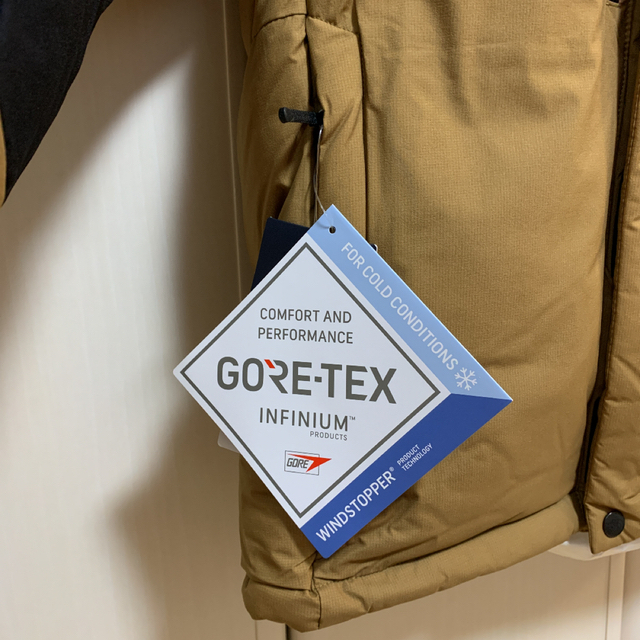 FOR COLD CONDITIONS
COMFORT AND
PERFORMANCE
GORE-TEX
INFINIUM™
PRODUCTS
GORE
WINDSTOPPER®
PRODUCT
TECHNOLOGY